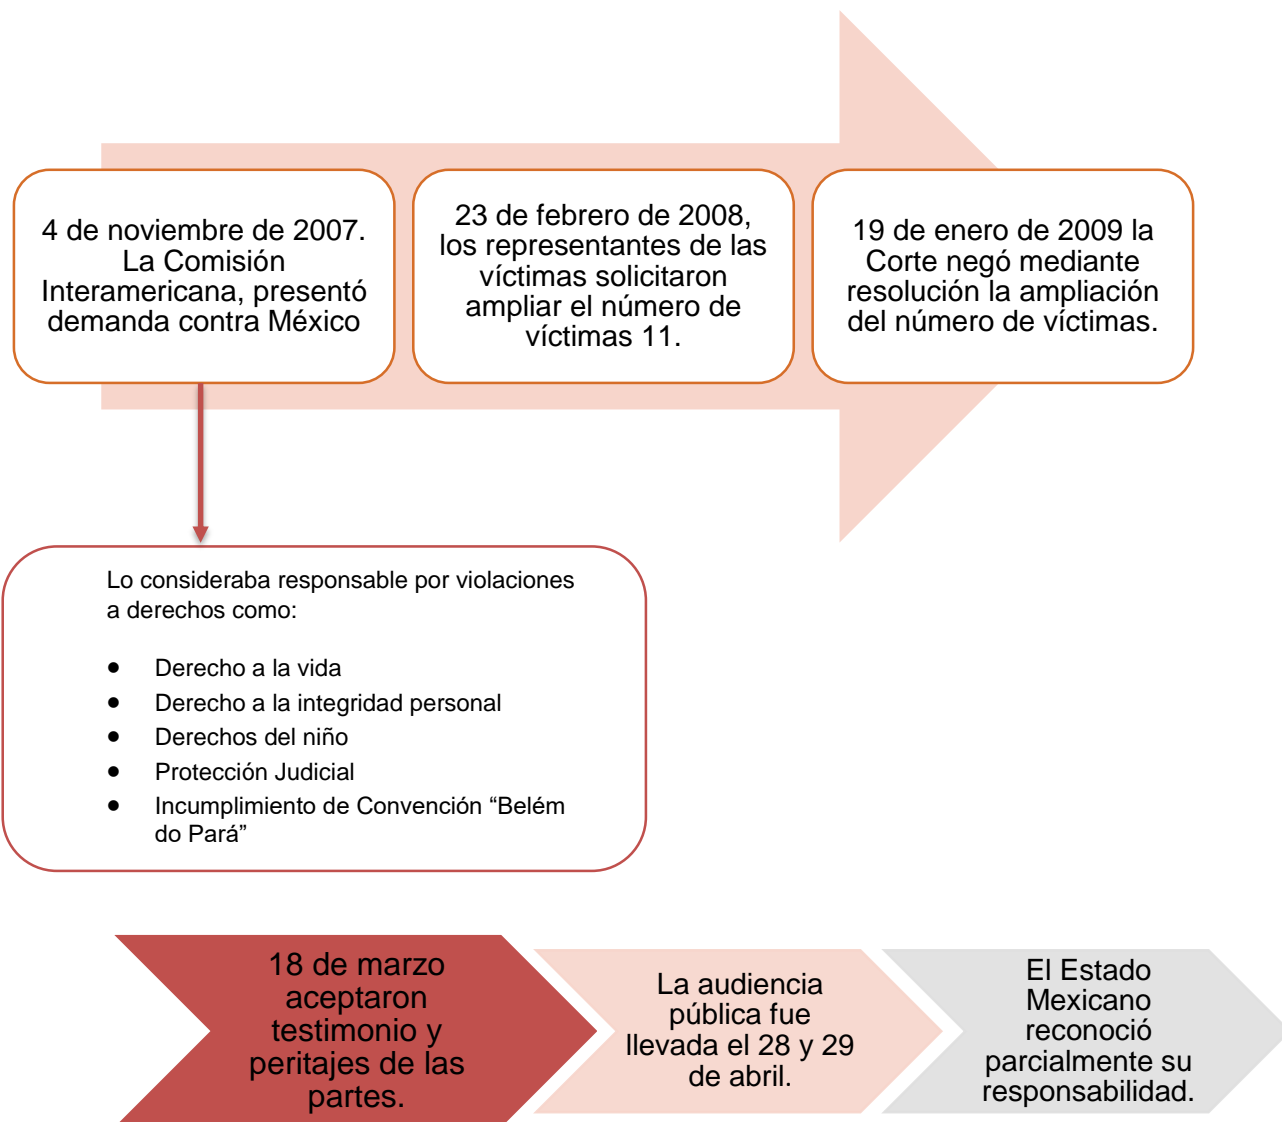 4 de noviembre de 2007.
La Comisión
Interamericana, presentó
demanda contra México
23 de febrero de 2008,
los representantes de las
víctimas solicitaron
ampliar el número de
víctimas 11.
19 de enero de 2009 la
Corte negó mediante
resolución la ampliación
del número de víctimas.
Lo consideraba responsable por violaciones
a derechos como:
● Derecho a la vida
● Derecho a la integridad personal
● Derechos del niño
● Protección Judicial
● Incumplimiento de Convención “Belém
do Pará”
18 de marzo
aceptaron
testimonio y
peritajes de las
partes.
La audiencia
pública fue
llevada el 28 y 29
de abril.
El Estado
Mexicano
reconoció
parcialmente su
responsabilidad.